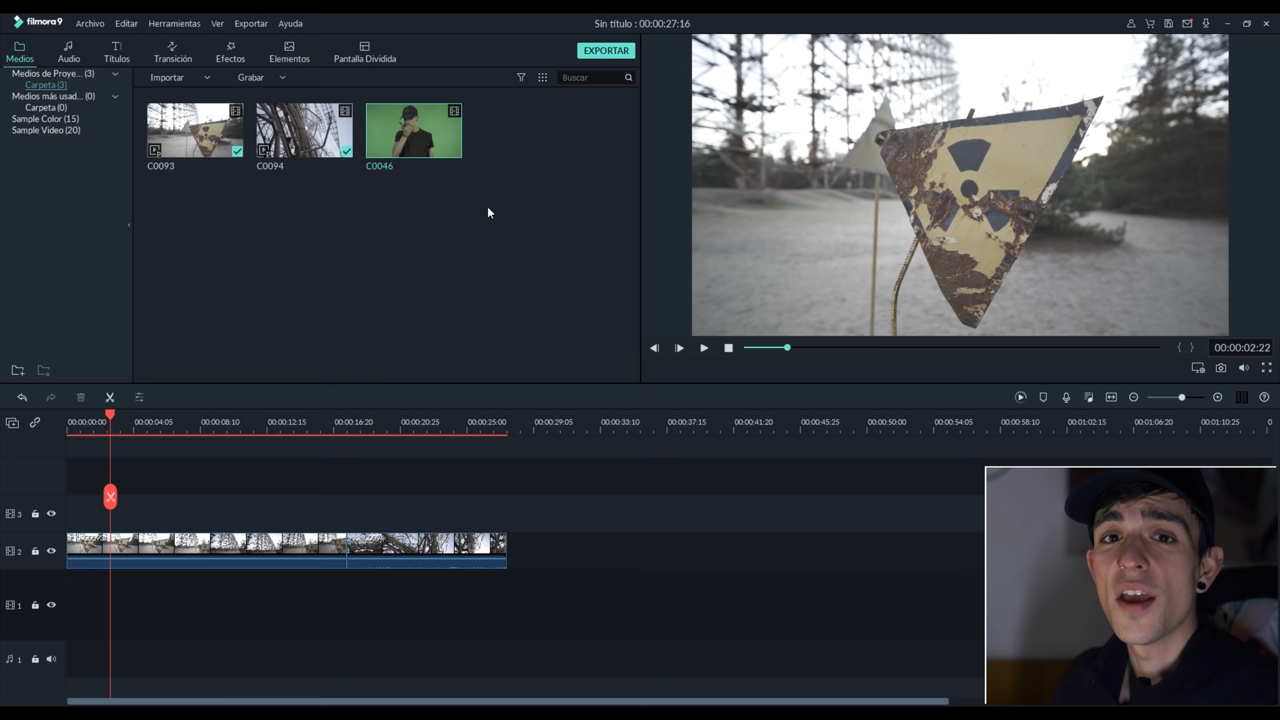 filmora9 Archivo Editar Herramientas Ver Exportar Ayuda Sin título : 00:00:27:16
Medios Audio Títulos Transición Efectos Elementos Pantalla Dividida EXPORTAR
Medios de Proye... (3)
Carpeta (3)
Medios más usad... (0)
Carpeta (0)
Sample Color (15)
Sample Video (20)
Importar Grabar Buscar
C0093 C0094 C0046
00:00:02:22
00:00:00:00 00:00:04:05 00:00:08:10 00:00:12:15 00:00:16:20 00:00:20:25 00:00:25:00 00:00:29:05 00:00:33:10 00:00:37:15 00:00:41:20 00:00:45:25 00:00:50:00 00:00:54:05 00:00:58:10 00:01:02:15 00:01:06:20 00:01:10:25 0
3
2
1
1